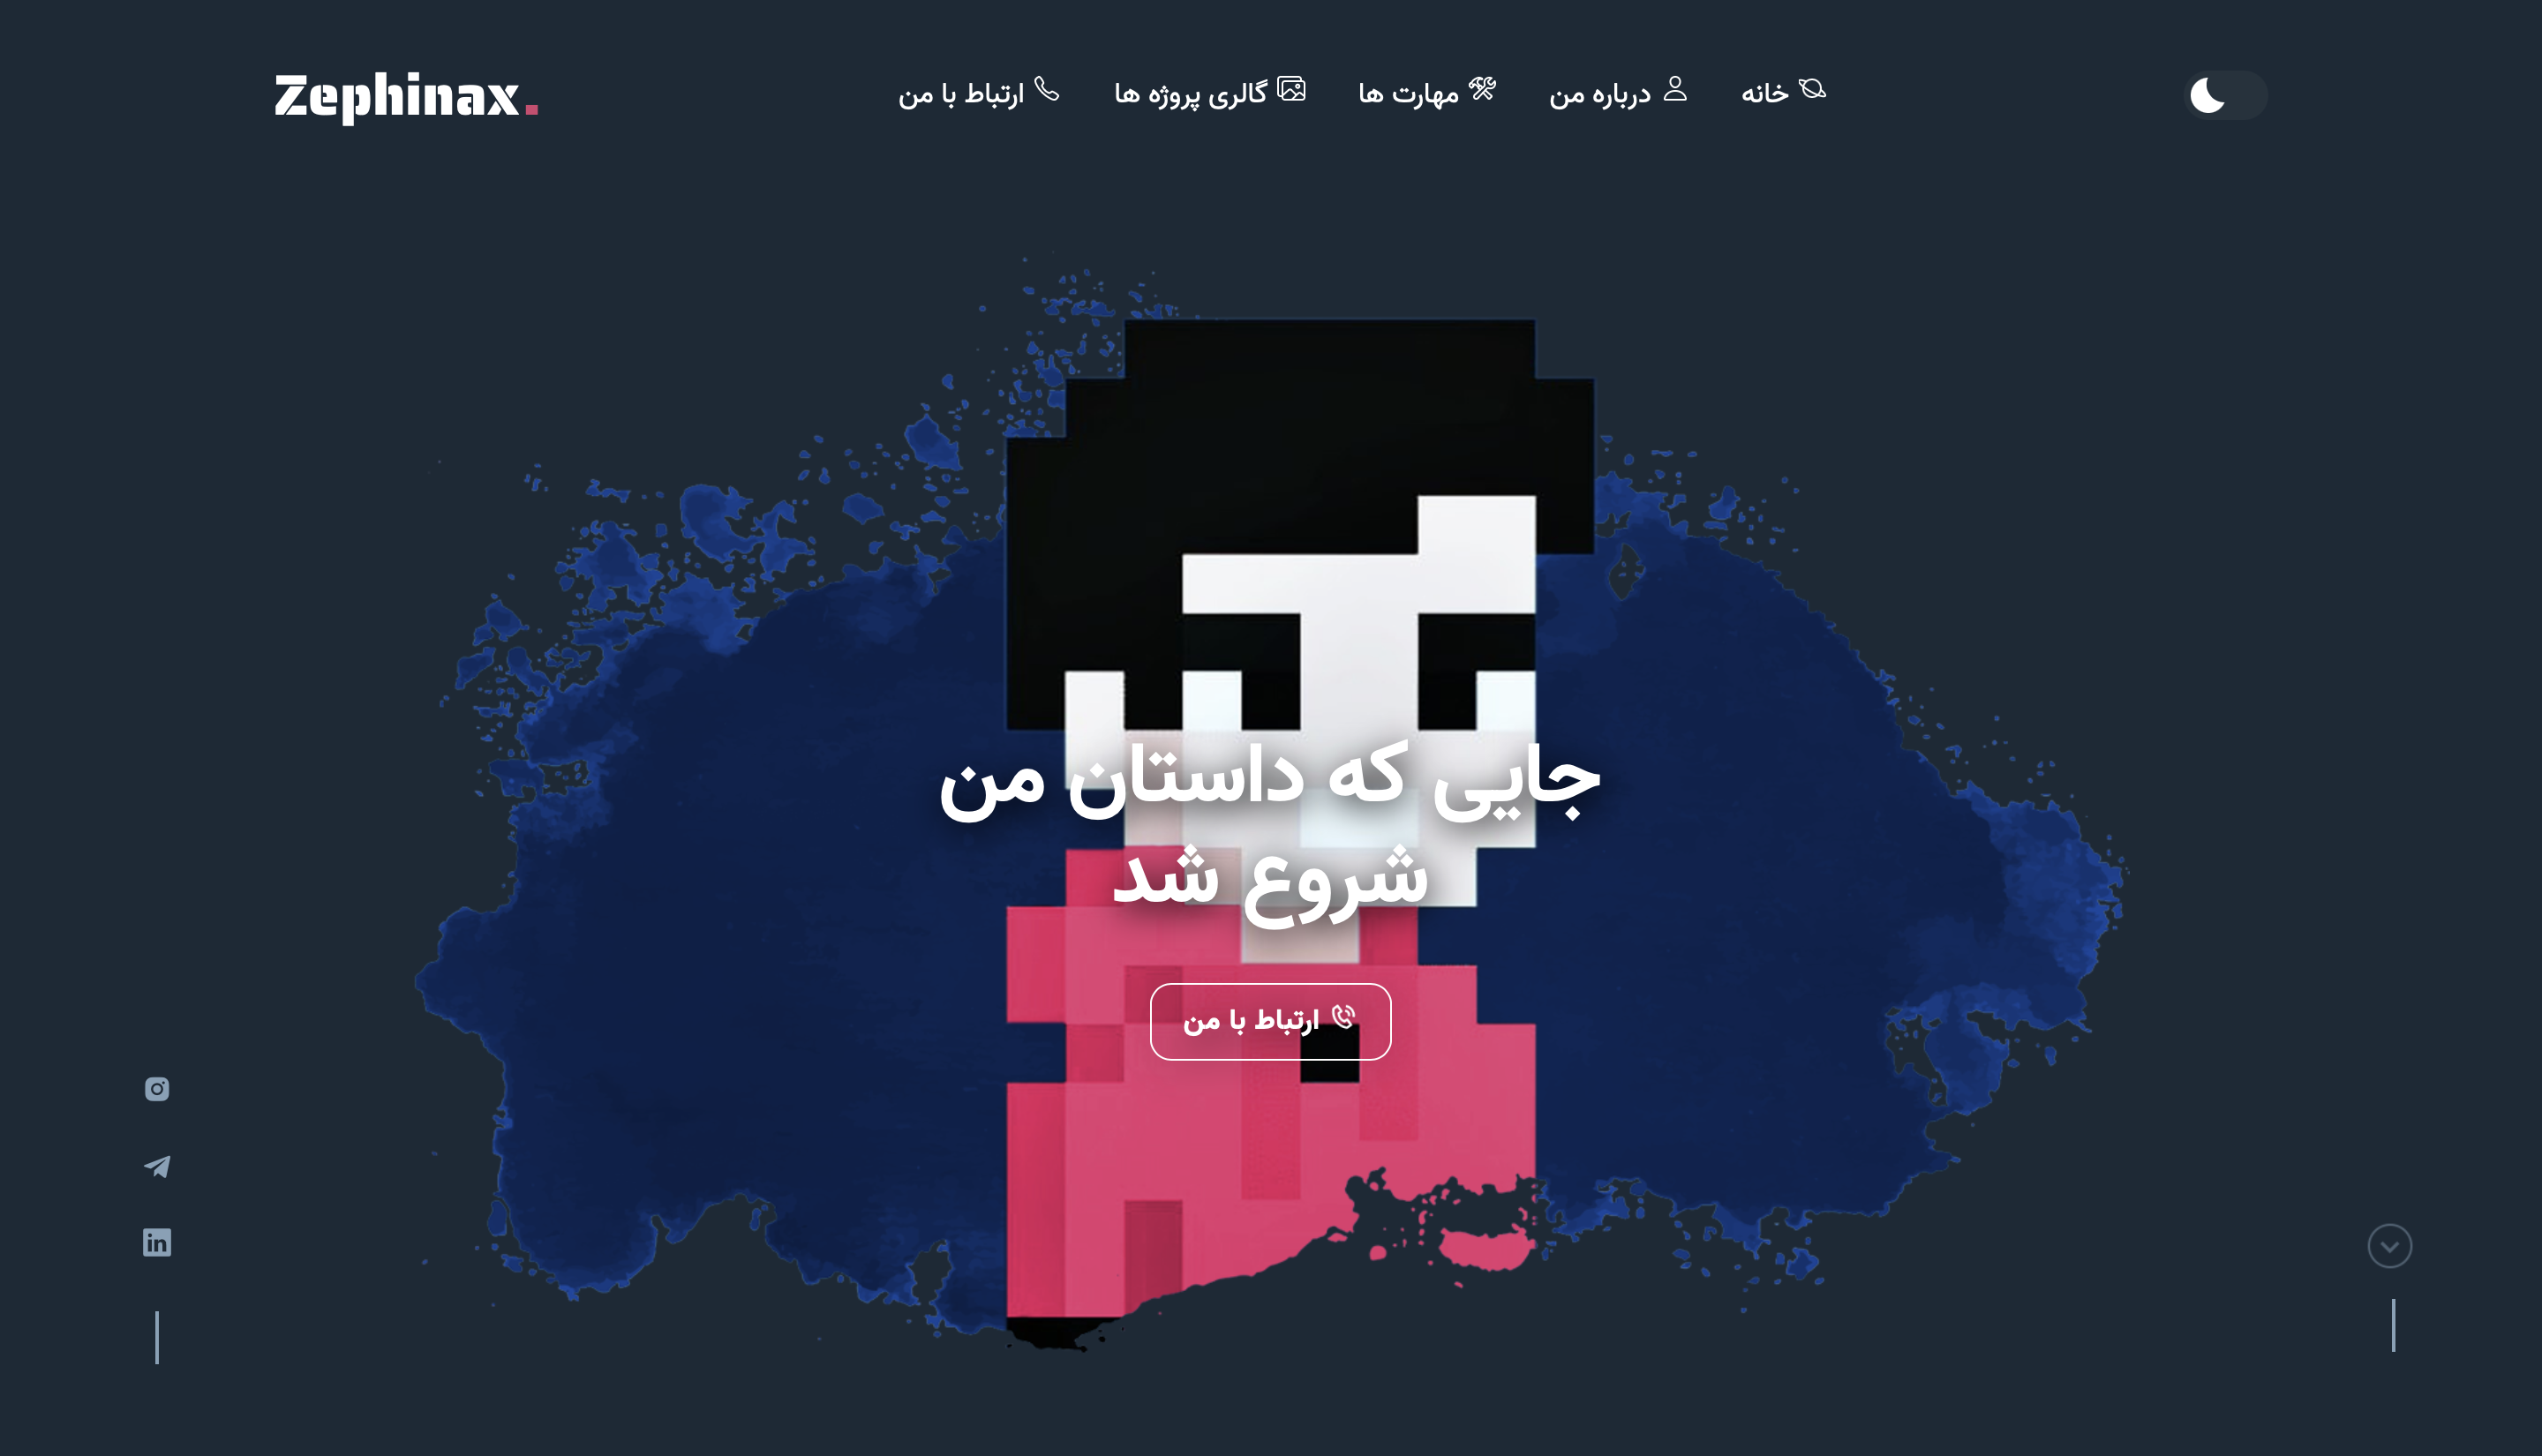 Zephinax.
خانه
درباره من
مهارت ها
گالری پروژه ها
ارتباط با من
جایی که داستان من
شروع شد
ارتباط با من